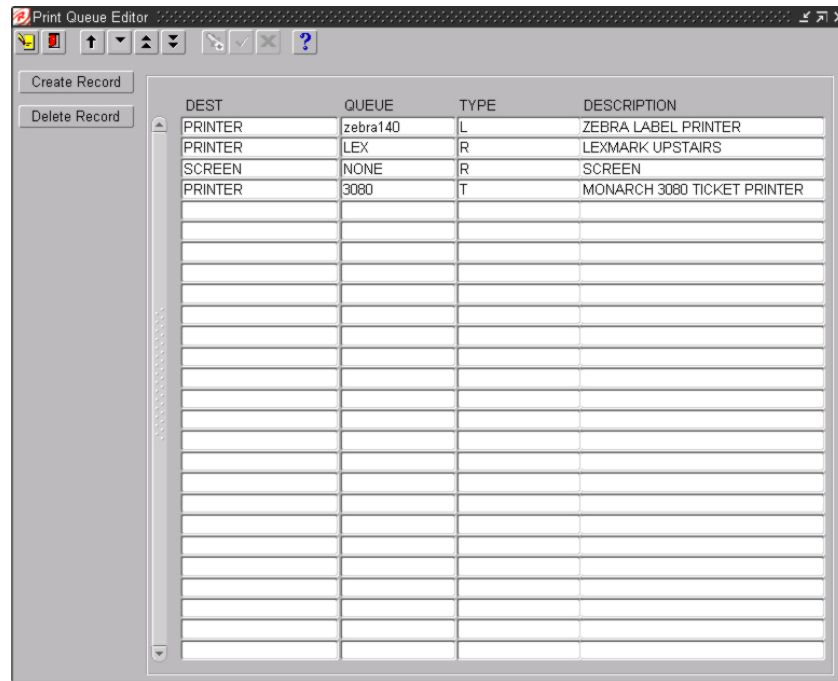 Print Queue Editor
?
Create Record
Delete Record
DEST QUEUE TYPE DESCRIPTION
PRINTER zebra140 L ZEBRA LABEL PRINTER
PRINTER LEX R LEXMARK UPSTAIRS
SCREEN NONE R SCREEN
PRINTER 3080 T MONARCH 3080 TICKET PRINTER